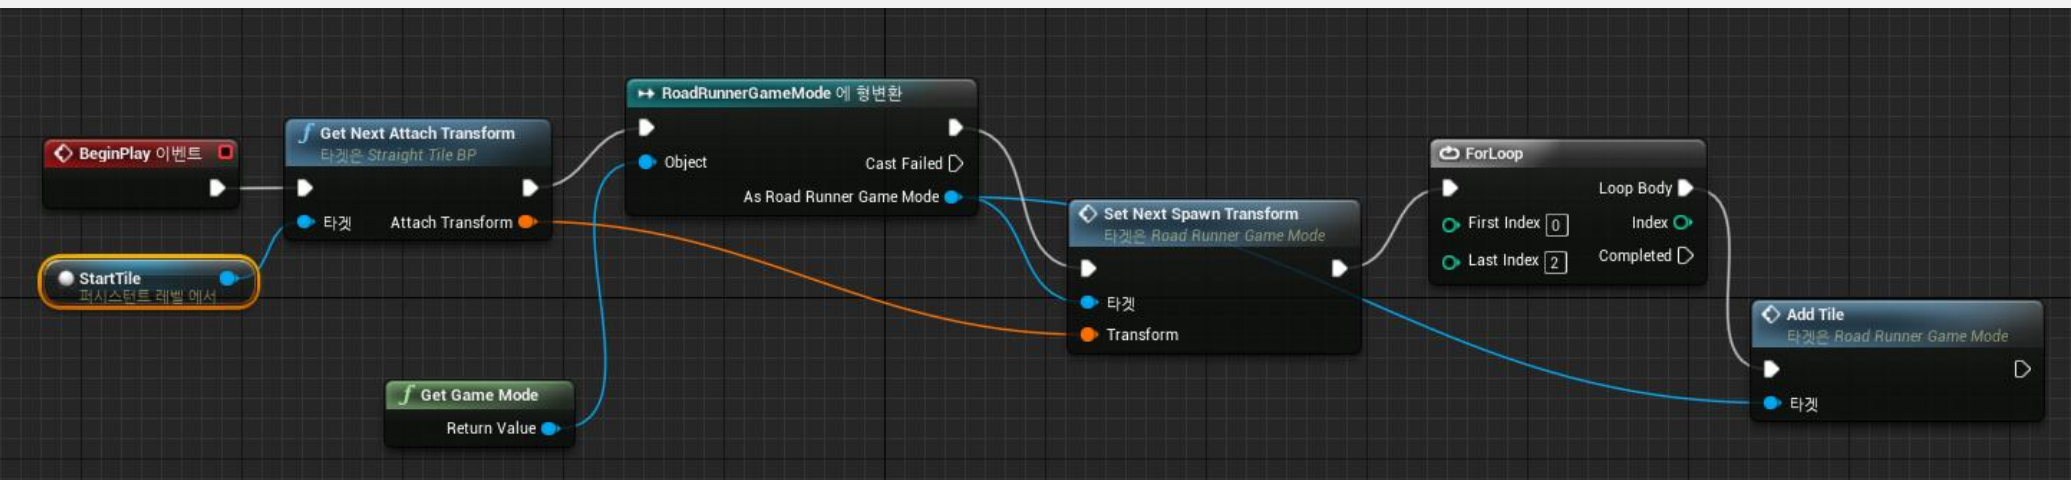 BeginPlay 이벤트
StartTile
퍼시스턴트 레벨 에서
Get Next Attach Transform
타겟은 Straight Tile BP
타겟
Attach Transform
Get Game Mode
Return Value
RoadRunnerGameMode 에 형변환
Object
Cast Failed
As Road Runner Game Mode
Set Next Spawn Transform
타겟은 Road Runner Game Mode
타겟
Transform
ForLoop
Loop Body
First Index 0
Index
Last Index 2
Completed
Add Tile
타겟은 Road Runner Game Mode
타겟